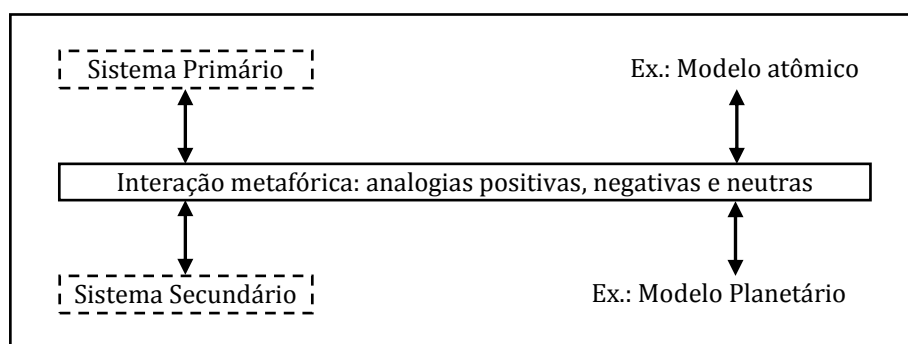 Sistema Primário
Ex.: Modelo atômico
Interação metafórica: analogias positivas, negativas e neutras
Sistema Secundário
Ex.: Modelo Planetário